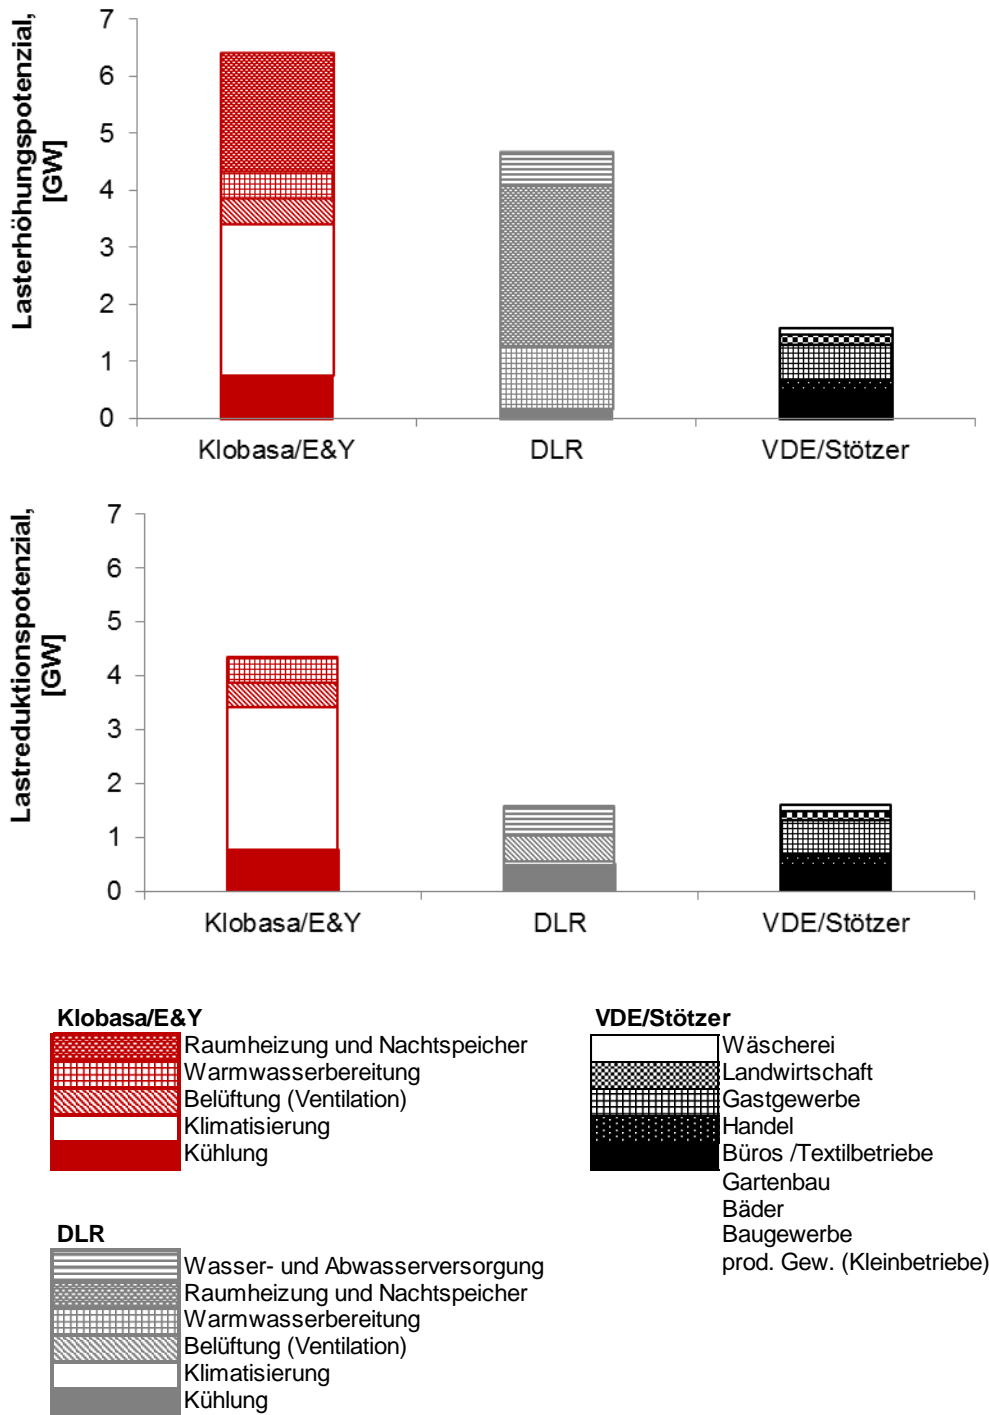 Lasterhöhungspotenzial,
[GW]
7
6
5
4
3
2
1
0
Klobasa/E&Y
DLR
VDE/Stötzer
Lastreduktionspotenzial,
[GW]
7
6
5
4
3
2
1
0
Klobasa/E&Y
DLR
VDE/Stötzer
Klobasa/E&Y
Raumheizung und Nachtspeicher
Warmwasserbereitung
Belüftung (Ventilation)
Klimatisierung
Kühlung
VDE/Stötzer
Wäscherei
Landwirtschaft
Gastgewerbe
Handel
Büros /Textilbetriebe
Gartenbau
Bäder
Baugewerbe
prod. Gew. (Kleinbetriebe)
DLR
Wasser- und Abwasserversorgung
Raumheizung und Nachtspeicher
Warmwasserbereitung
Belüftung (Ventilation)
Klimatisierung
Kühlung